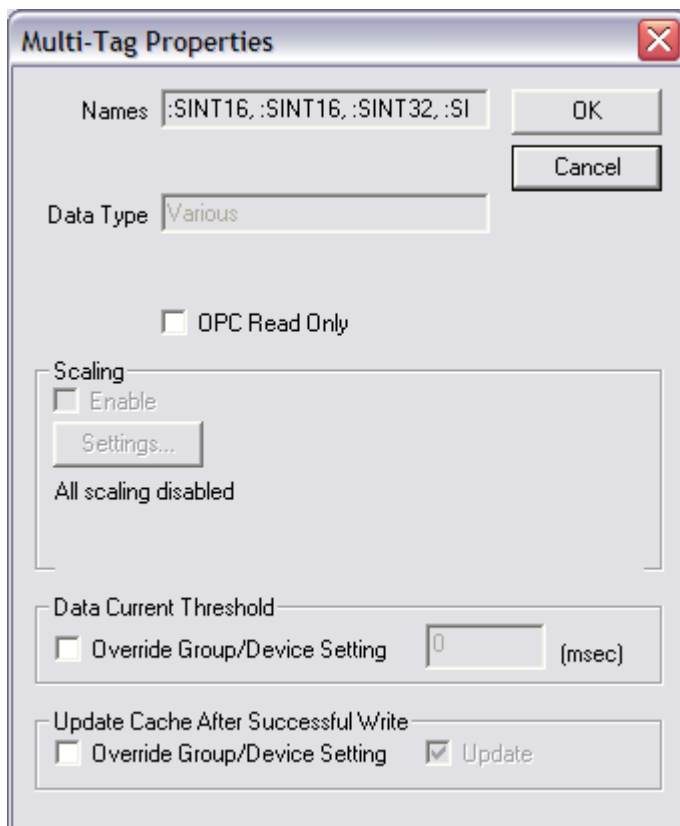 Multi-Tag Properties
Names :SINT16, :SINT16, :SINT32, :SI OK
Cancel
Data Type Various
OPC Read Only
Scaling
Enable
Settings...
All scaling disabled
Data Current Threshold
Override Group/Device Setting 0 (msec)
Update Cache After Successful Write
Override Group/Device Setting Update